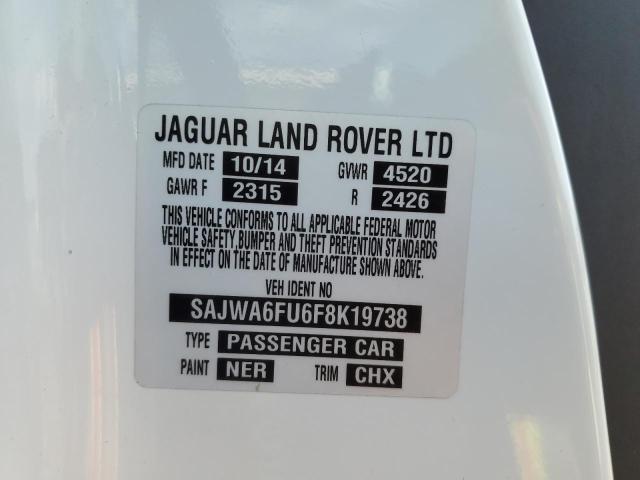 JAGUAR LAND ROVER LTD
MFD DATE 10/14 GVWR 4520
GAWR F 2315 R 2426
THIS VEHICLE CONFORMS TO ALL APPLICABLE FEDERAL MOTOR
VEHICLE SAFETY,BUMPER AND THEFT PREVENTION STANDARDS
IN EFFECT ON THE DATE OF MANUFACTURE SHOWN ABOVE.
VEH IDENT NO
SAJWA6FU6F8K19738
TYPE PASSENGER CAR
PAINT NER TRIM CHX